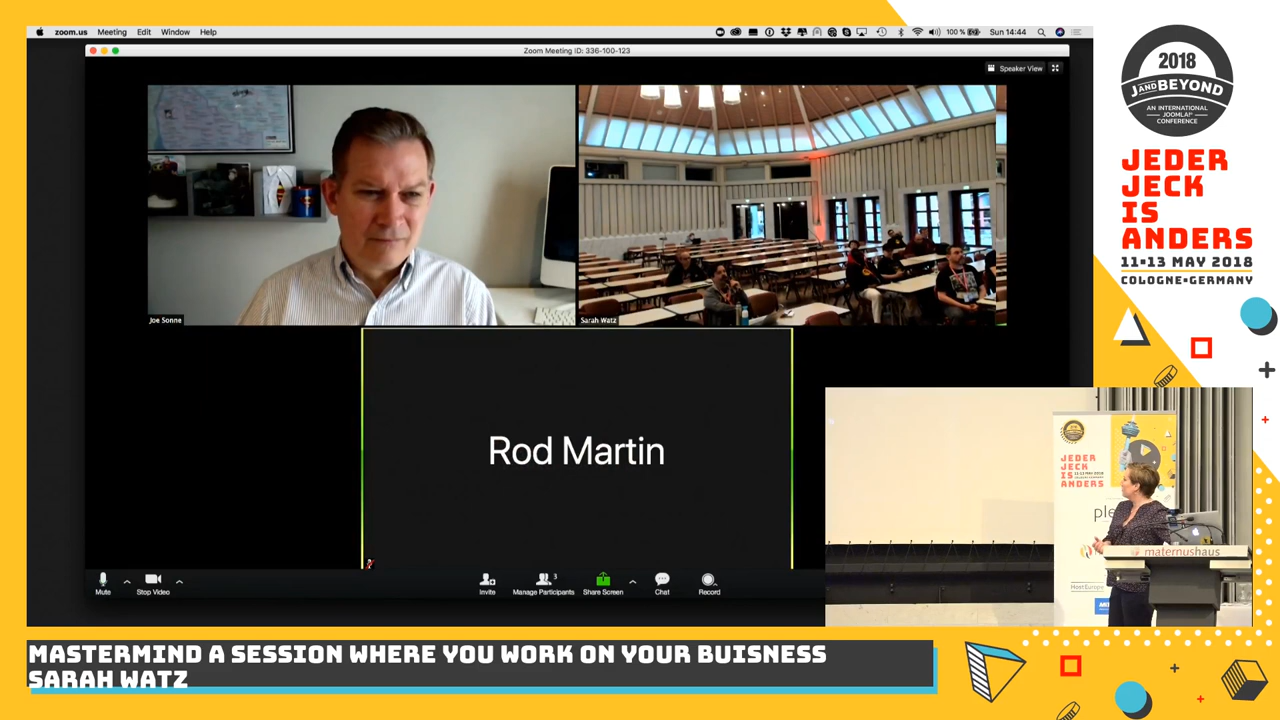 zoom.us Meeting Edit Window Help
100 % Sun 14:44
Zoom Meeting ID: 336-100-123
Speaker View
Joe Sonne
Sarah Watz
Rod Martin
Mute
Stop Video
Invite
3
Manage Participants
Share Screen
Chat
Record
2018
J AND BEYOND
AN INTERNATIONAL
JOOMLA!
CONFERENCE
JEDER
JECK
IS
ANDERS
11-13 MAY 2018
COLOGNE-GERMANY
JEDER
JECK IS
ANDERS
ple
maternushaus
HostEurope
MASTERMIND A SESSION WHERE YOU WORK ON YOUR BUISNESS
SARAH WATZ